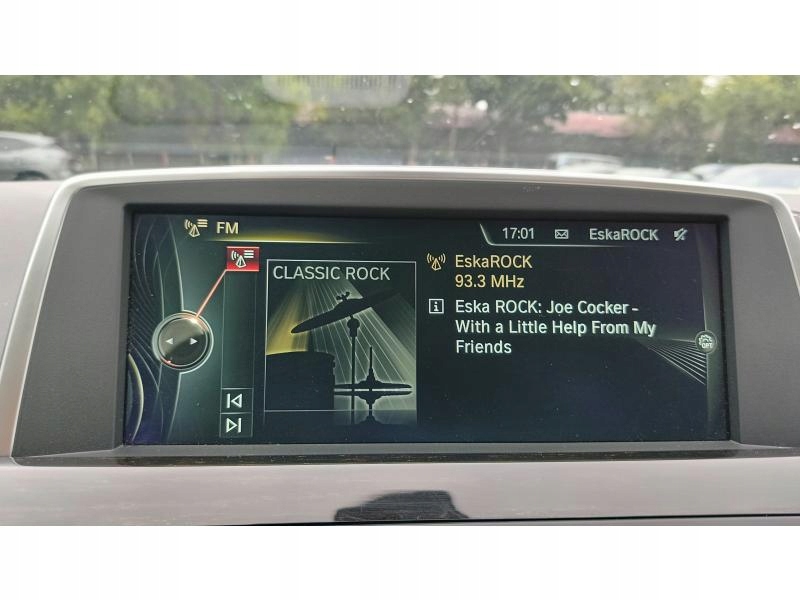 FM
17:01 EskaROCK
CLASSIC ROCK
EskaROCK
93.3 MHz
Eska ROCK: Joe Cocker -
With a Little Help From My
Friends
OPT